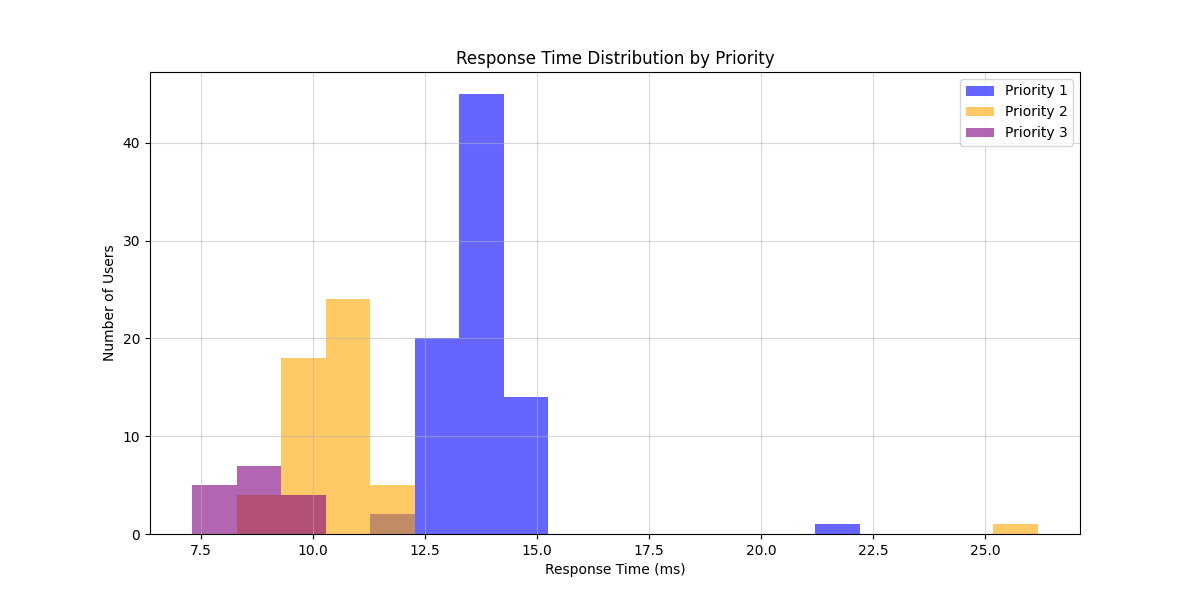 Response Time Distribution by Priority
Priority 1
Priority 2
Priority 3
Number of Users
40
30
20
10
0
7.5 10.0 12.5 15.0 17.5 20.0 22.5 25.0
Response Time (ms)